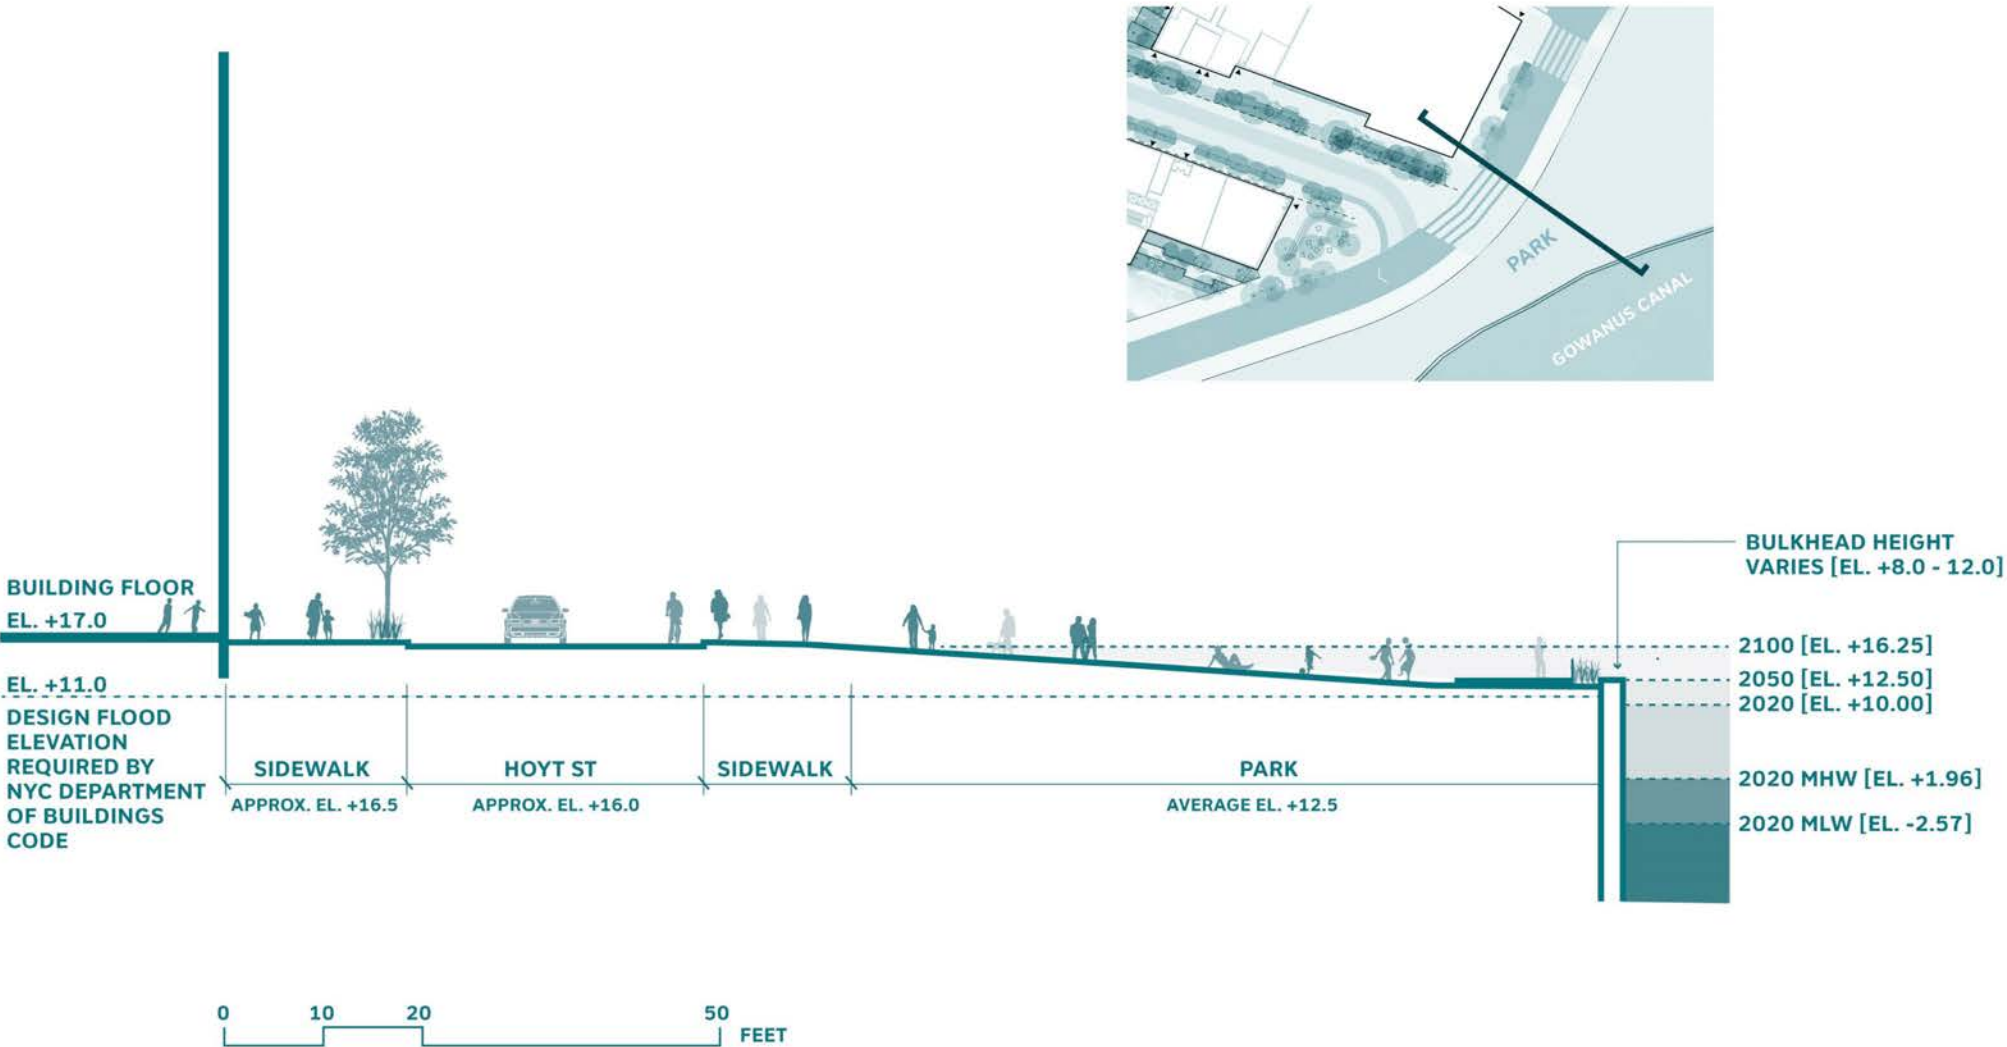 PARK
GOWANUS CANAL
BULKHEAD HEIGHT
VARIES [EL. +8.0 - 12.0]
BUILDING FLOOR
EL. +17.0
2100 [EL. +16.25]
2050 [EL. +12.50]
2020 [EL. +10.00]
2020 MHW [EL. +1.96]
2020 MLW [EL. -2.57]
EL. +11.0
DESIGN FLOOD
ELEVATION
REQUIRED BY
NYC DEPARTMENT
OF BUILDINGS
CODE
SIDEWALK
APPROX. EL. +16.5
HOYT ST
APPROX. EL. +16.0
SIDEWALK
PARK
AVERAGE EL. +12.5
0 10 20 50
FEET